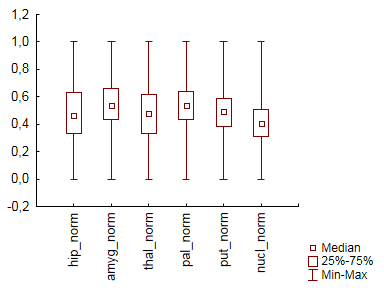 1,2
1,0
0,8
0,6
0,4
0,2
0,0
-0,2
hip_norm
amyg_norm
thal_norm
pal_norm
put_norm
nucl_norm
Median
25%-75%
Min-Max